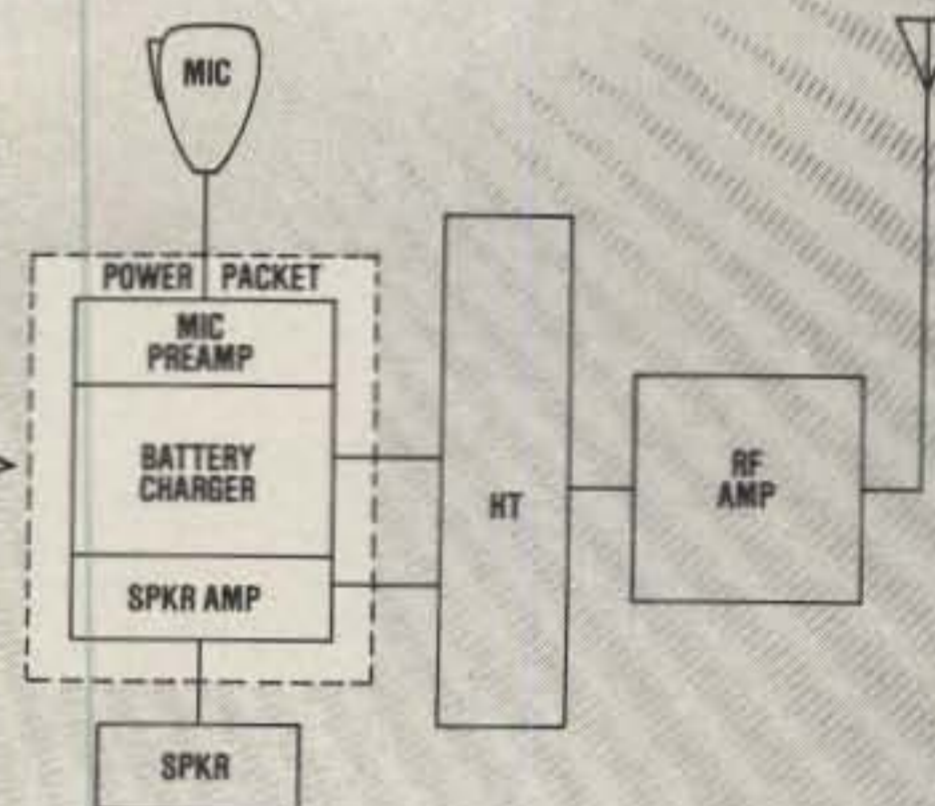 MIC
POWER PACKET
MIC
PREAMP
BATTERY
CHARGER
SPKR AMP
HT
RF
AMP
SPKR